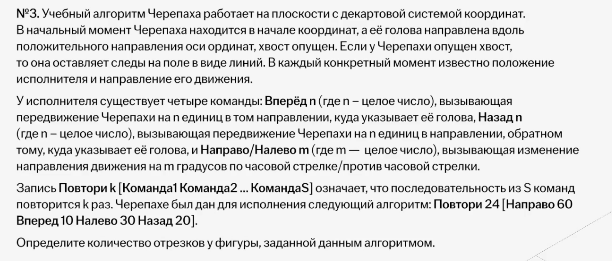 №3. Учебный алгоритм Черепаха работает на плоскости с декартовой системой координат.
В начальный момент Черепаха находится в начале координат, а её голова направлена вдоль
положительного направления оси ординат, хвост опущен. Если у Черепахи опущен хвост,
то она оставляет следы на поле в виде линий. В каждый конкретный момент известно положение
исполнителя и направление его движения.
У исполнителя существует четыре команды: Вперёд n (где n – целое число), вызывающая
передвижение Черепахи на n единиц в том направлении, куда указывает её голова, Назад n
(где n – целое число), вызывающая передвижение Черепахи на n единиц в направлении, обратном
тому, куда указывает её голова, и Направо/Налево m (где m — целое число), вызывающая изменение
направления движения на m градусов по часовой стрелке/против часовой стрелки.
Запись Повтори k [Команда1 Команда2 ... КомандаS] означает, что последовательность из S команд
повторится k раз. Черепахе был дан для исполнения следующий алгоритм: Повтори 24 [Направо 60
Вперед 10 Налево 30 Назад 20].
Определите количество отрезков у фигуры, заданной данным алгоритмом.